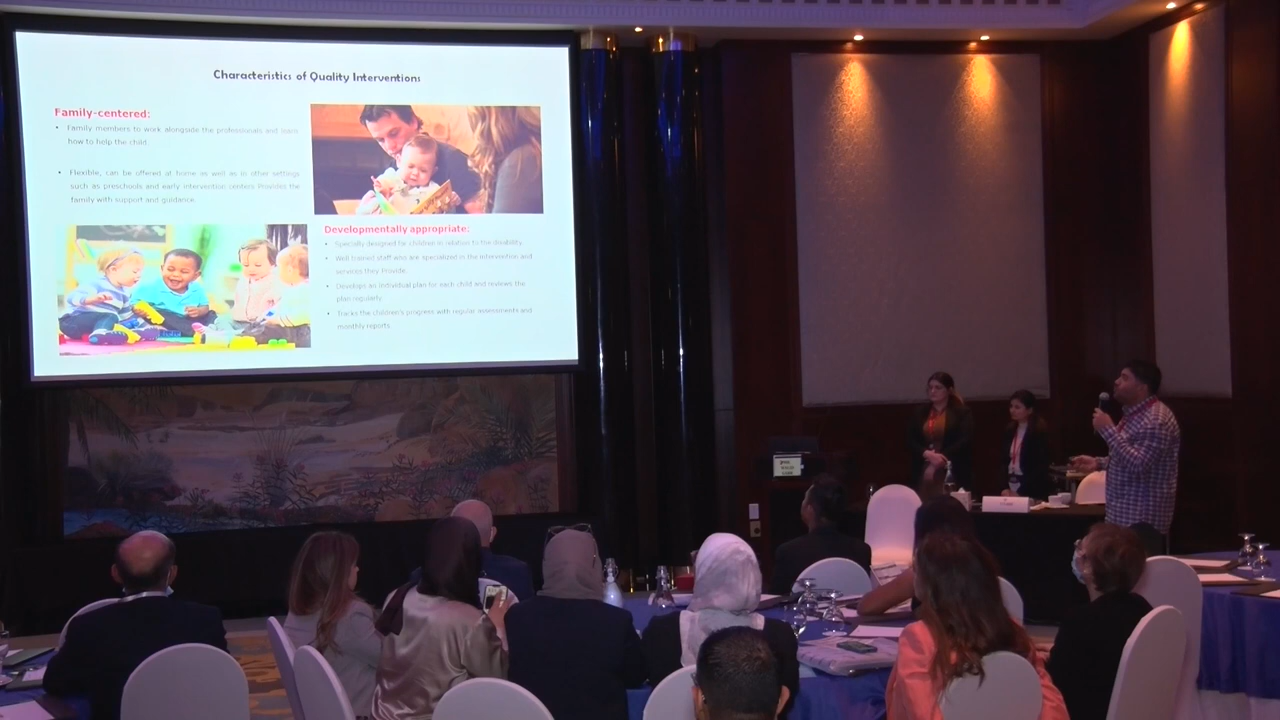 Characteristics of Quality Interventions
Family-centered:
• Family members to work alongside the professionals and learn
how to help the child.
• Flexible, can be offered at home as well as in other settings
such as preschools and early intervention centers Provides the
family with support and guidance.
Developmentally appropriate:
• Specially designed for children in relation to the disability.
• Well trained staff who are specialized in the intervention and
services they Provide.
• Develops an individual plan for each child and reviews the
plan regularly.
• Tracks the children's progress with regular assessments and
monthly reports.